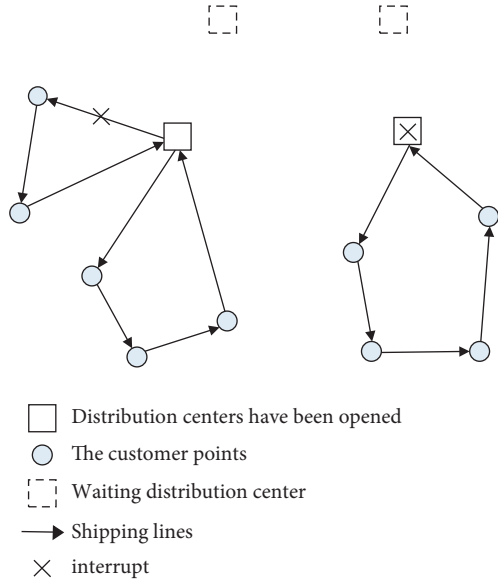 Distribution centers have been opened
The customer points
Waiting distribution center
Shipping lines
interrupt